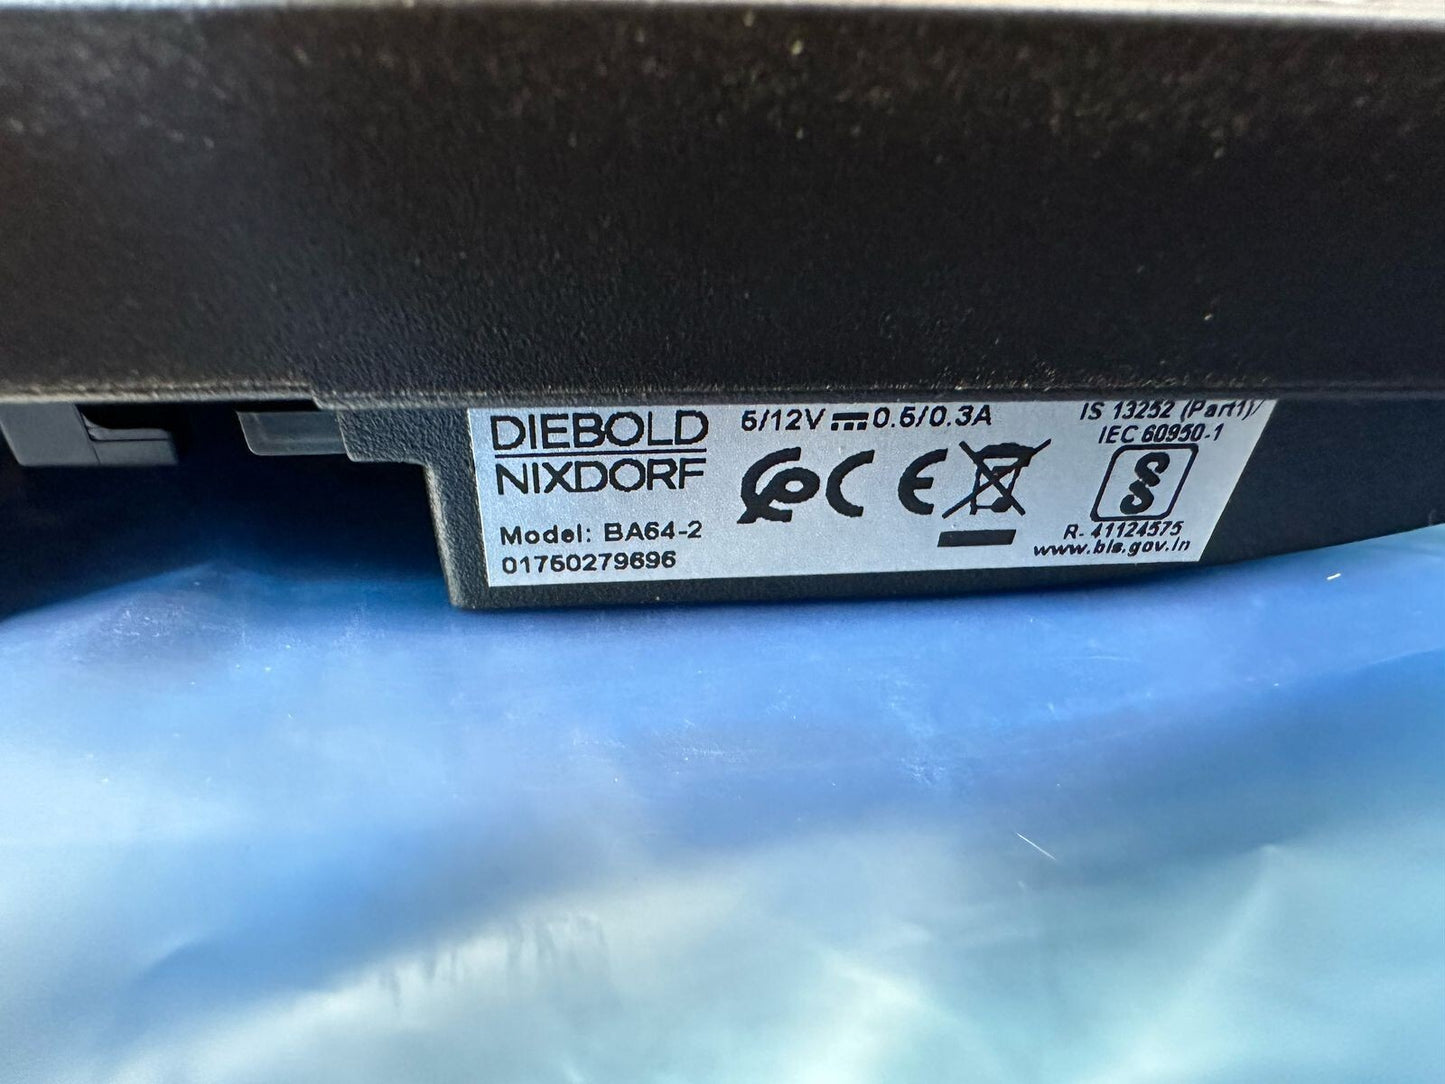 DIEBOLD
NIXDORF
Model: BA64-2
01750279696
5/12V ⎓ 0.5/0.3A
CE
IS 13252 (Part1)/
IEC 60950-1
R- 41124575
www.bis.gov.in